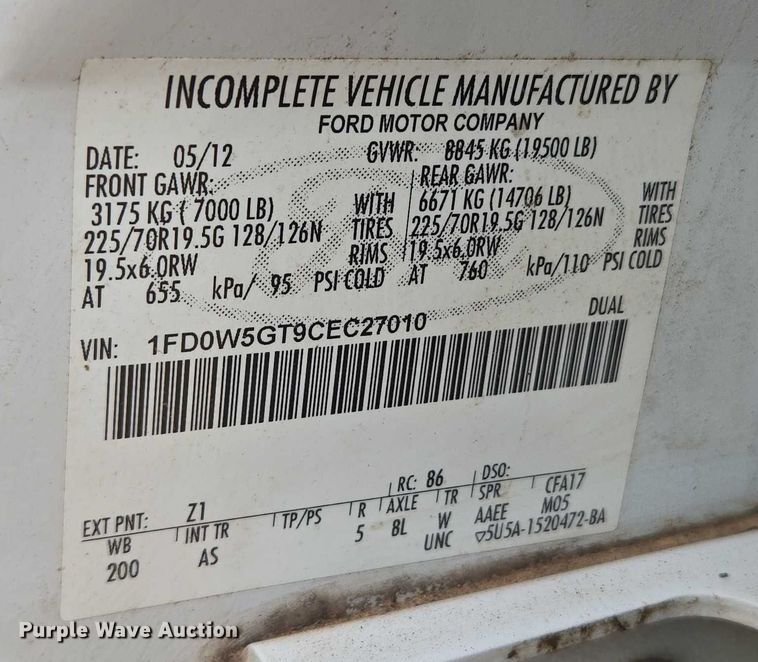 INCOMPLETE VEHICLE MANUFACTURED BY
FORD MOTOR COMPANY
DATE: 05/12 GVWR: 8845 KG (19500 LB)
FRONT GAWR: REAR GAWR:
3175 KG ( 7000 LB) WITH 6671 KG (14706 LB) WITH
225/70R19.5G 128/126N TIRES 225/70R19.5G 128/126N TIRES
19.5x6.0RW RIMS 19.5x6.0RW RIMS
AT 655 kPa/ 95 PSI COLD AT 760 kPa/110 PSI COLD
DUAL
VIN: 1FD0W5GT9CEC27010
RC: 86 DSO:
EXT PNT: Z1 TP/PS R AXLE TR SPR CFA17
WB INT TR 5 8L W AAEE M05
200 AS UNC 5U5A-1520472-BA
Purple Wave Auction